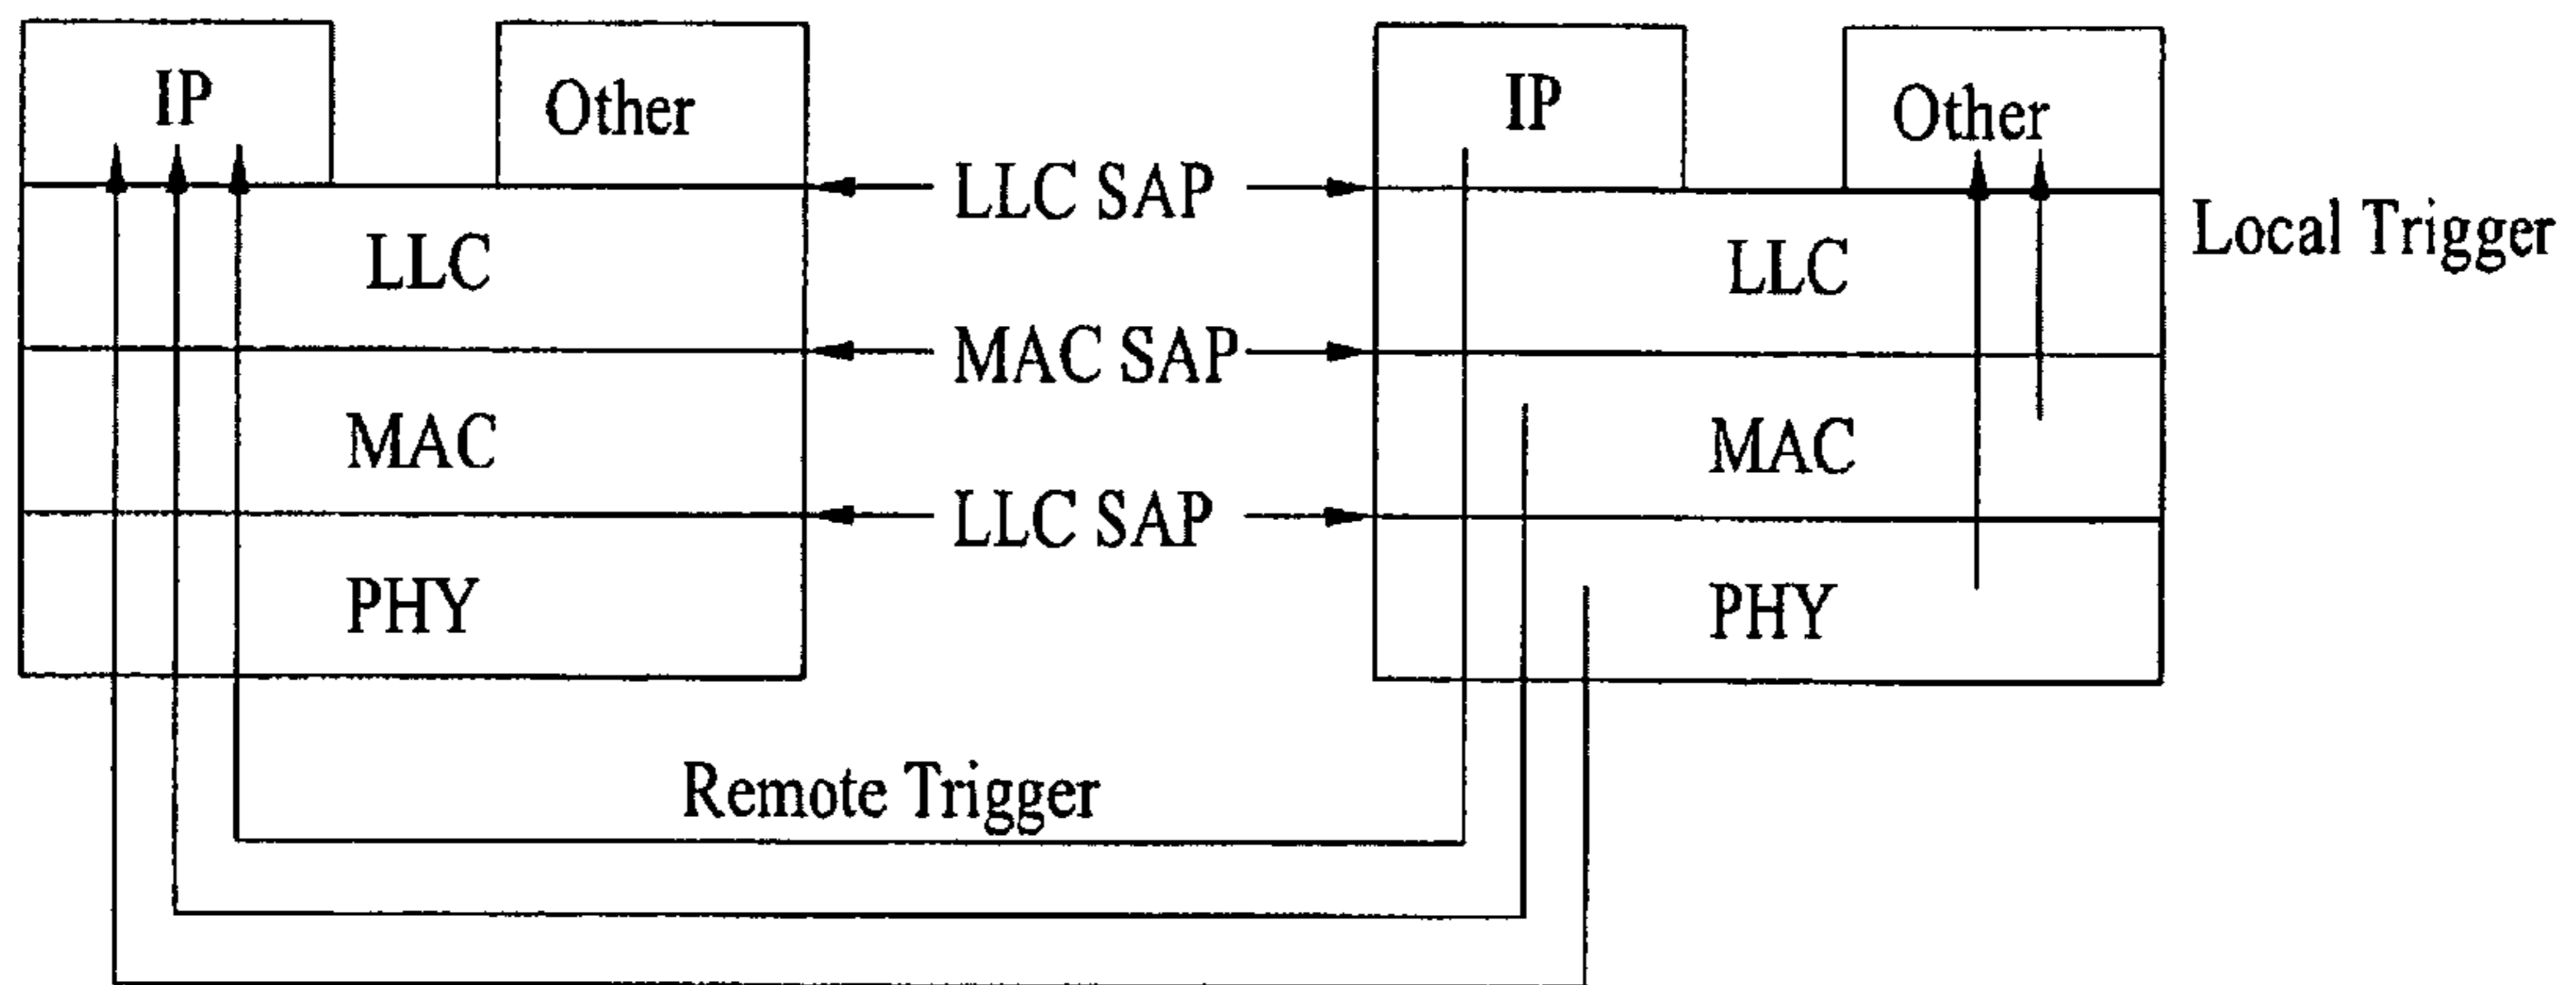 IP
Other
IP
Other
LLC SAP
Local Trigger
LLC
LLC
MAC SAP
MAC
MAC
LLC SAP
PHY
PHY
Remote Trigger